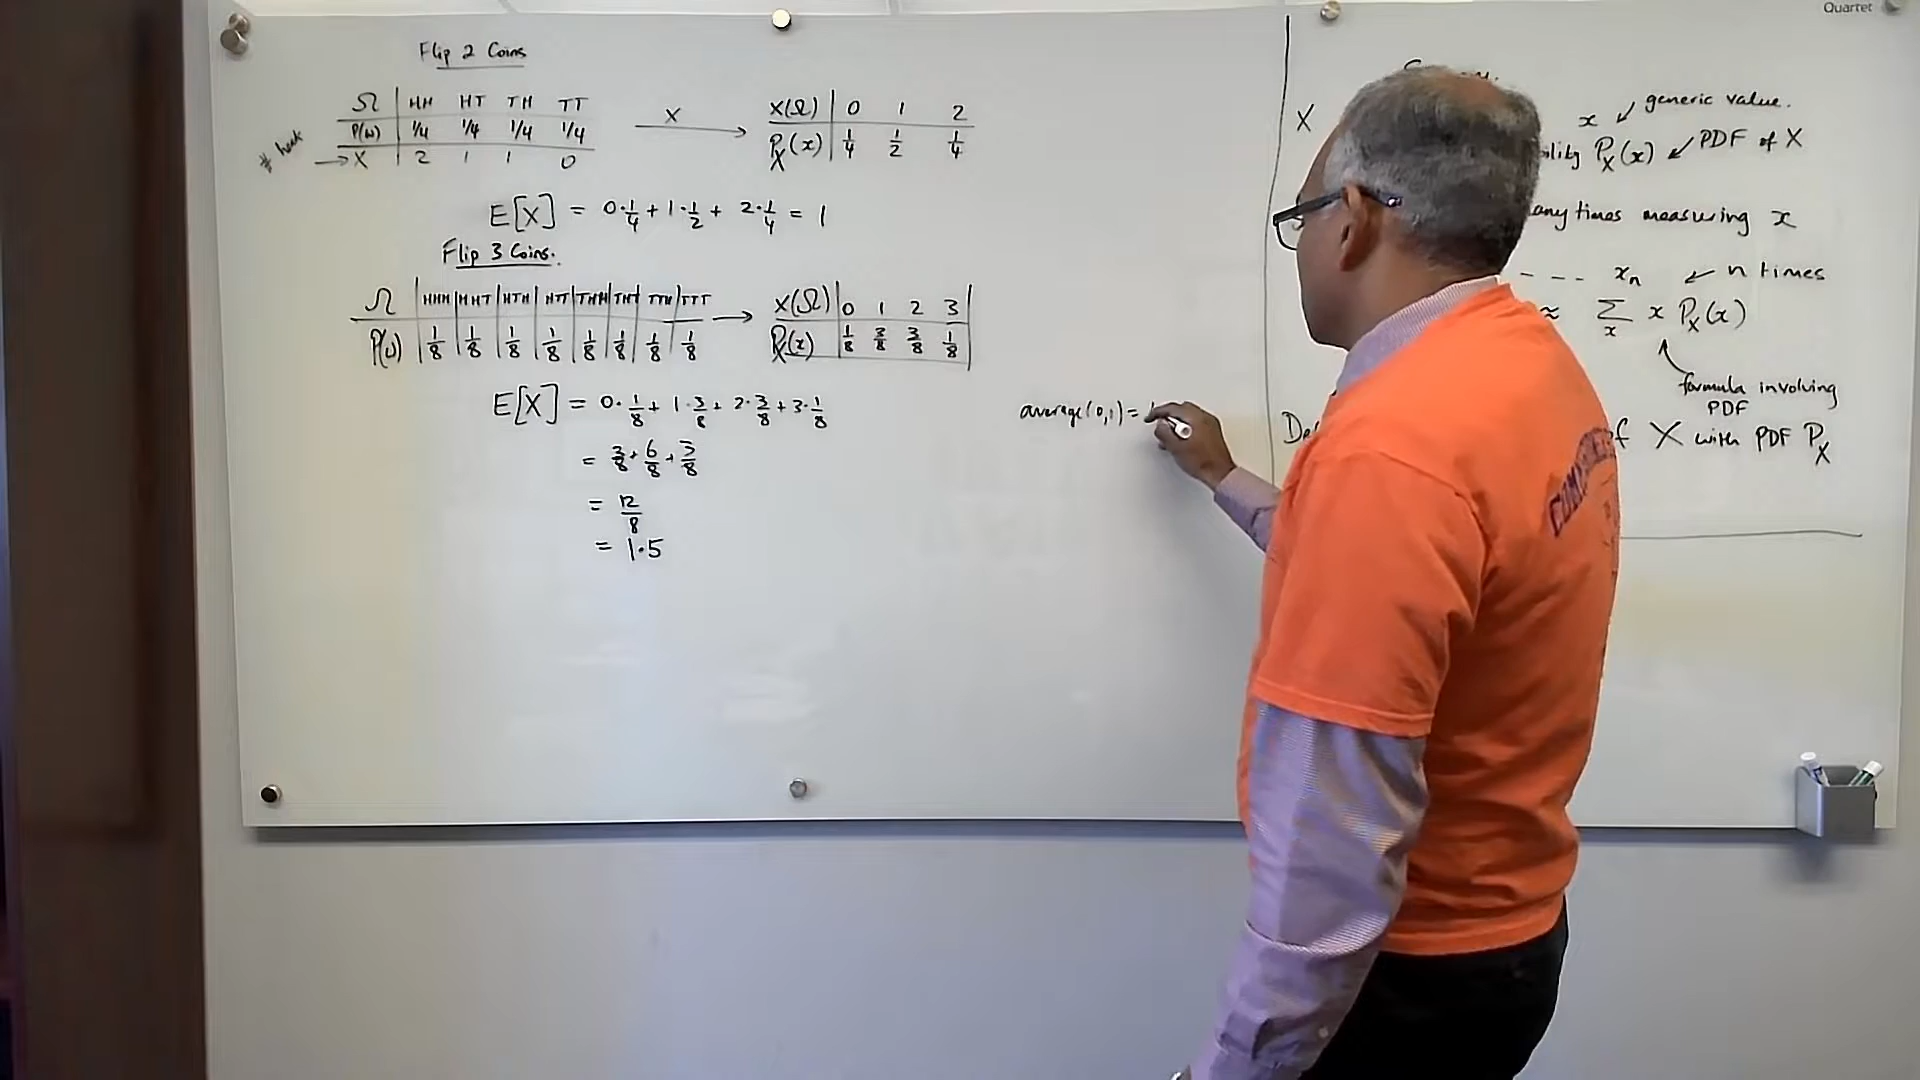 Quartet
Flip 2 Coins
Ω HH HT TH TT
P(ω) 1/4 1/4 1/4 1/4
# heads → X 2 1 1 0
X →
X(Ω) 0 1 2
P_X(x) 1/4 1/2 1/4
E[X] = 0·1/4 + 1·1/2 + 2·1/4 = 1
Flip 3 Coins.
Ω HHH HHT HTH HTT THH THT TTH TTT →
P(ω) 1/8 1/8 1/8 1/8 1/8 1/8 1/8 1/8
X(Ω) 0 1 2 3
P_X(x) 1/8 3/8 3/8 1/8
E[X] = 0·1/8 + 1·3/8 + 2·3/8 + 3·1/8
= 3/8 + 6/8 + 3/8
= 12/8
= 1.5
average(0,1) =
X x ↙ generic value.
P_X(x) ↙ PDF of X
times measuring x
- - - x_n ↙ n times
≈ Σ_x x P_X(x)
formula involving
PDF
of X with PDF P_X